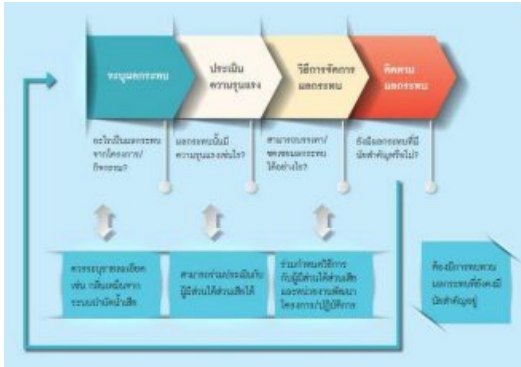 ระบุผลกระทบ
ประเมิน
ความรุนแรง
วิธีการจัดการ
ผลกระทบ
ติดตาม
ผลกระทบ
อะไรเป็นผลกระทบ
จากโครงการ/
กิจกรรม?
ผลกระทบนั้นมี
ความรุนแรงเช่นไร?
สามารถบรรเทา/
ชดเชยผลกระทบ
ได้อย่างไร?
ยังมีผลกระทบที่มี
นัยสำคัญหรือไม่?
ควรระบุรายละเอียด
เช่น กลิ่นเหม็นจาก
ระบบบำบัดน้ำเสีย
สามารถร่วมประเมินกับ
ผู้มีส่วนได้ส่วนเสียได้
ร่วมกำหนดวิธีการ
กับผู้มีส่วนได้ส่วนเสีย
และหน่วยงานพัฒนา
โครงการ/ปฏิบัติการ
ต้องมีการทบทวน
ผลกระทบที่ยังคงมี
นัยสำคัญอยู่